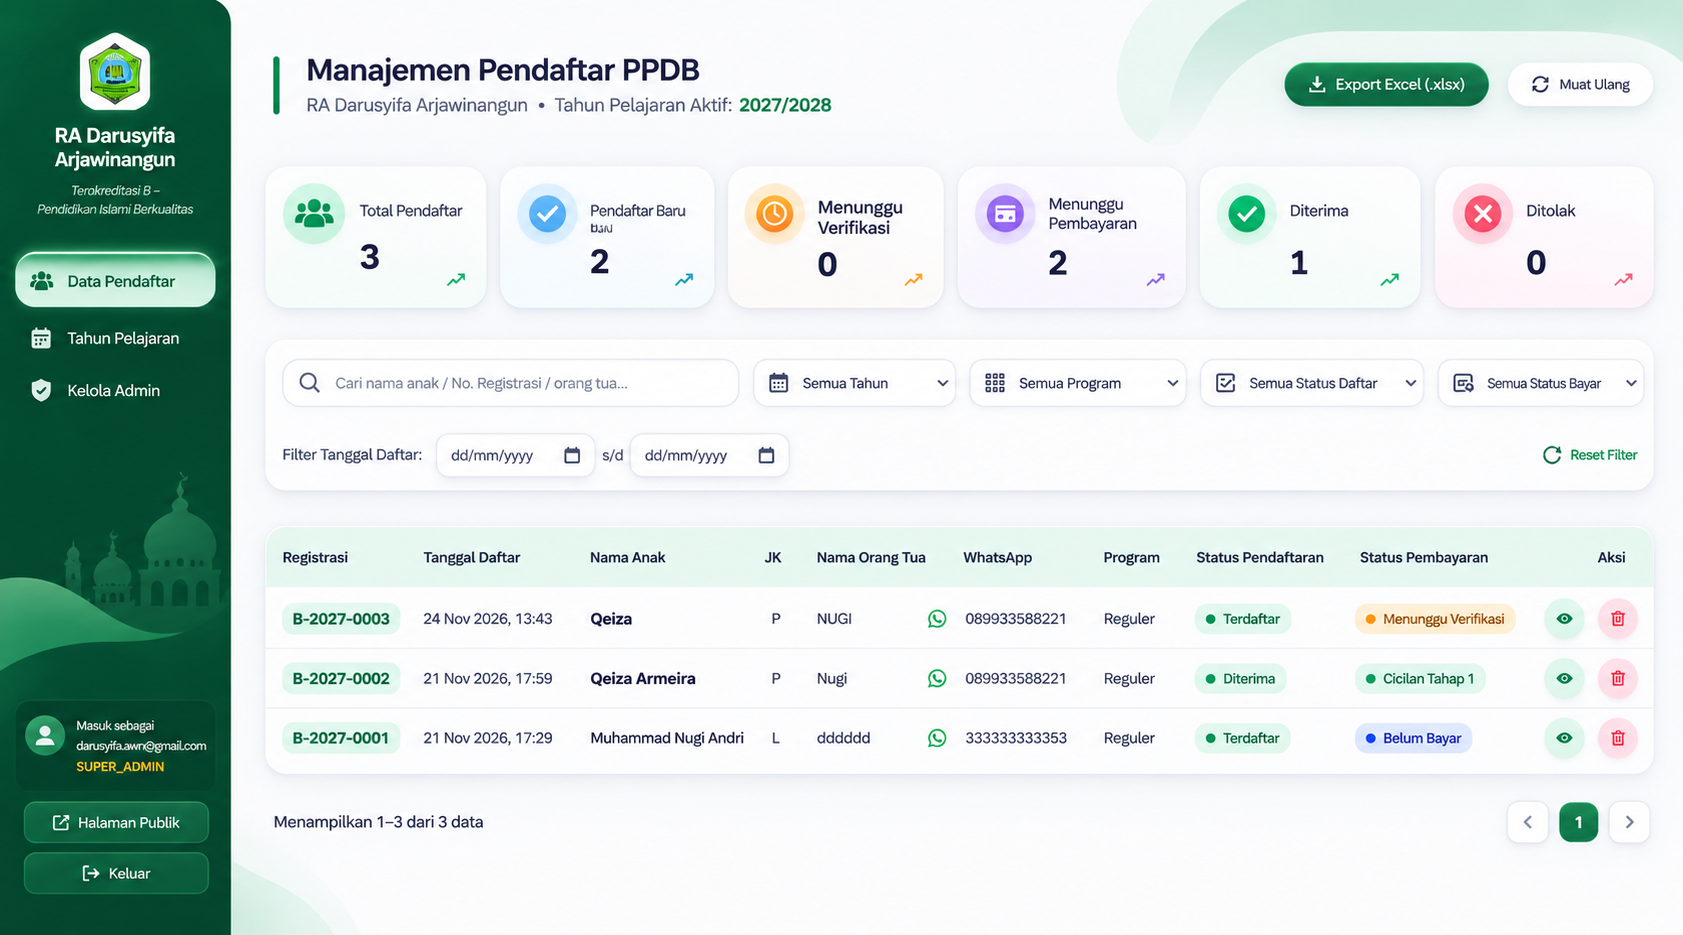 RA Darusyifa
Arjawinangun
Terakreditasi B –
Pendidikan Islami Berkualitas
Data Pendaftar
Tahun Pelajaran
Kelola Admin
Masuk sebagai
darusyifa.awn@gmail.com
SUPER_ADMIN
Halaman Publik
Keluar
Manajemen Pendaftar PPDB
RA Darusyifa Arjawinangun • Tahun Pelajaran Aktif: 2027/2028
Export Excel (.xlsx)
Muat Ulang
Total Pendaftar
3
Pendaftar Baru
2
Menunggu
Verifikasi
0
Menunggu
Pembayaran
2
Diterima
1
Ditolak
0
Cari nama anak / No. Registrasi / orang tua...
Semua Tahun
Semua Program
Semua Status Daftar
Semua Status Bayar
Filter Tanggal Daftar: dd/mm/yyyy s/d dd/mm/yyyy
Reset Filter
Registrasi Tanggal Daftar Nama Anak JK Nama Orang Tua WhatsApp Program Status Pendaftaran Status Pembayaran Aksi
B-2027-0003 24 Nov 2026, 13:43 Qeiza P NUGI 089933588221 Reguler Terdaftar Menunggu Verifikasi
B-2027-0002 21 Nov 2026, 17:59 Qeiza Armeira P Nugi 089933588221 Reguler Diterima Cicilan Tahap 1
B-2027-0001 21 Nov 2026, 17:29 Muhammad Nugi Andri L dddddd 333333333353 Reguler Terdaftar Belum Bayar
Menampilkan 1–3 dari 3 data
1